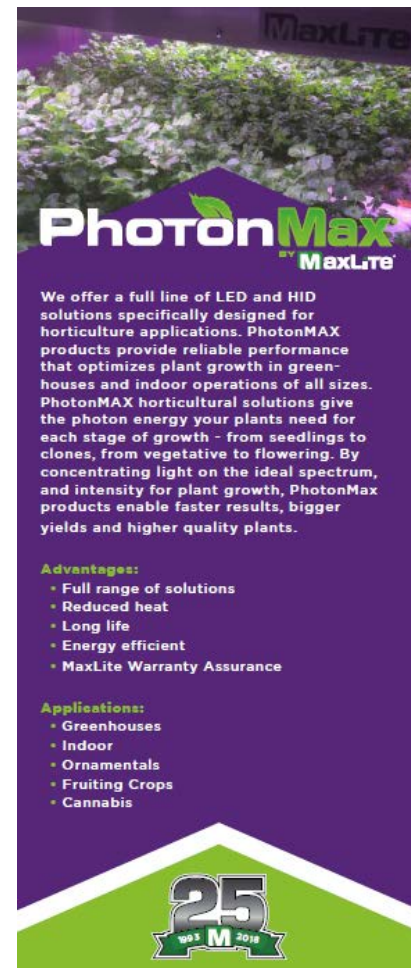 MaxLite
PhotonMax
BY MaxLite
We offer a full line of LED and HID
solutions specifically designed for
horticulture applications. PhotonMAX
products provide reliable performance
that optimizes plant growth in green-
houses and indoor operations of all sizes.
PhotonMAX horticultural solutions give
the photon energy your plants need for
each stage of growth - from seedlings to
clones, from vegetative to flowering. By
concentrating light on the ideal spectrum,
and intensity for plant growth, PhotonMax
products enable faster results, bigger
yields and higher quality plants.
Advantages:
• Full range of solutions
• Reduced heat
• Long life
• Energy efficient
• MaxLite Warranty Assurance
Applications:
• Greenhouses
• Indoor
• Ornamentals
• Fruiting Crops
• Cannabis
25
1993 M 2018